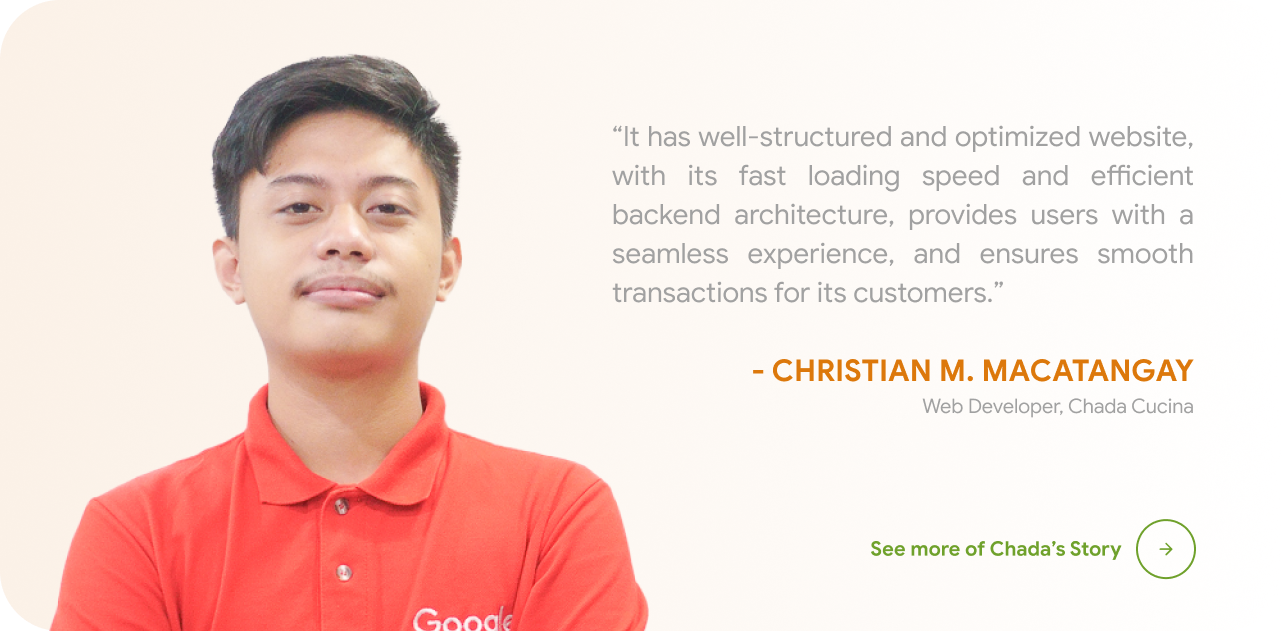 “It has well-structured and optimized website,
with its fast loading speed and efficient
backend architecture, provides users with a
seamless experience, and ensures smooth
transactions for its customers.”
- CHRISTIAN M. MACATANGAY
Web Developer, Chada Cucina
See more of Chada’s Story
Google